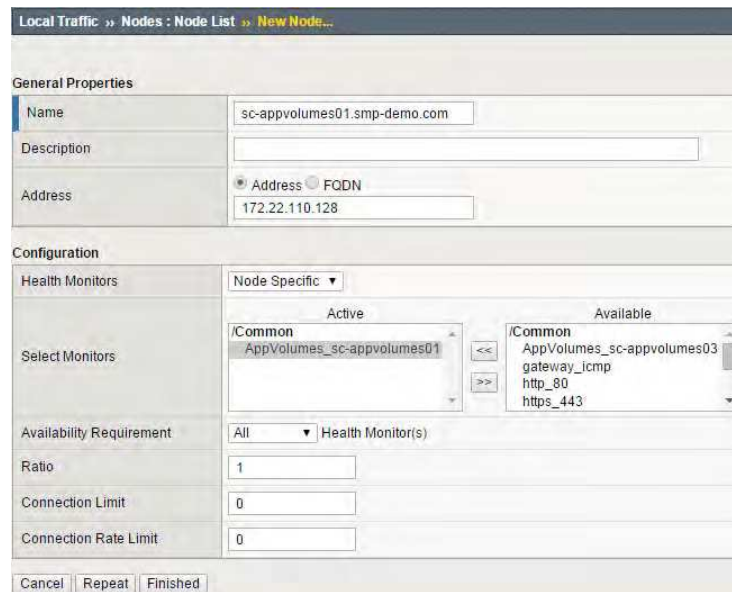 Local Traffic » Nodes : Node List » New Node...
General Properties
Name
sc-appvolumes01.smp-demo.com
Description
Address
Address FQDN
172.22.110.128
Configuration
Health Monitors
Node Specific
Select Monitors
Active
/Common
AppVolumes_sc-appvolumes01
<<
>>
Available
/Common
AppVolumes_sc-appvolumes03
gateway_icmp
http_80
https_443
Availability Requirement
All Health Monitor(s)
Ratio
1
Connection Limit
0
Connection Rate Limit
0
Cancel Repeat Finished